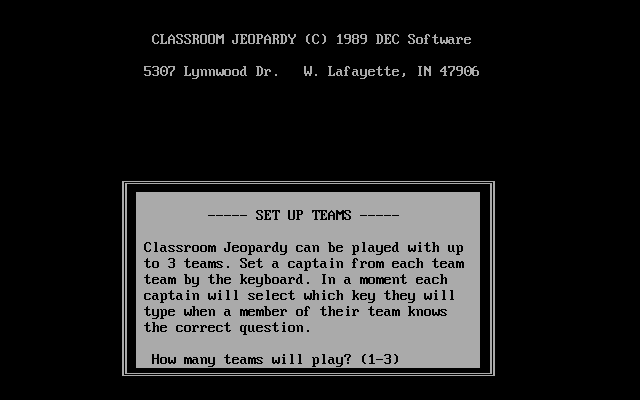 CLASSROOM JEOPARDY (C) 1989 DEC Software
5307 Lynnwood Dr.   W. Lafayette, IN 47906
----- SET UP TEAMS -----
Classroom Jeopardy can be played with up
to 3 teams. Set a captain from each team
team by the keyboard. In a moment each
captain will select which key they will
type when a member of their team knows
the correct question.
How many teams will play? (1-3)